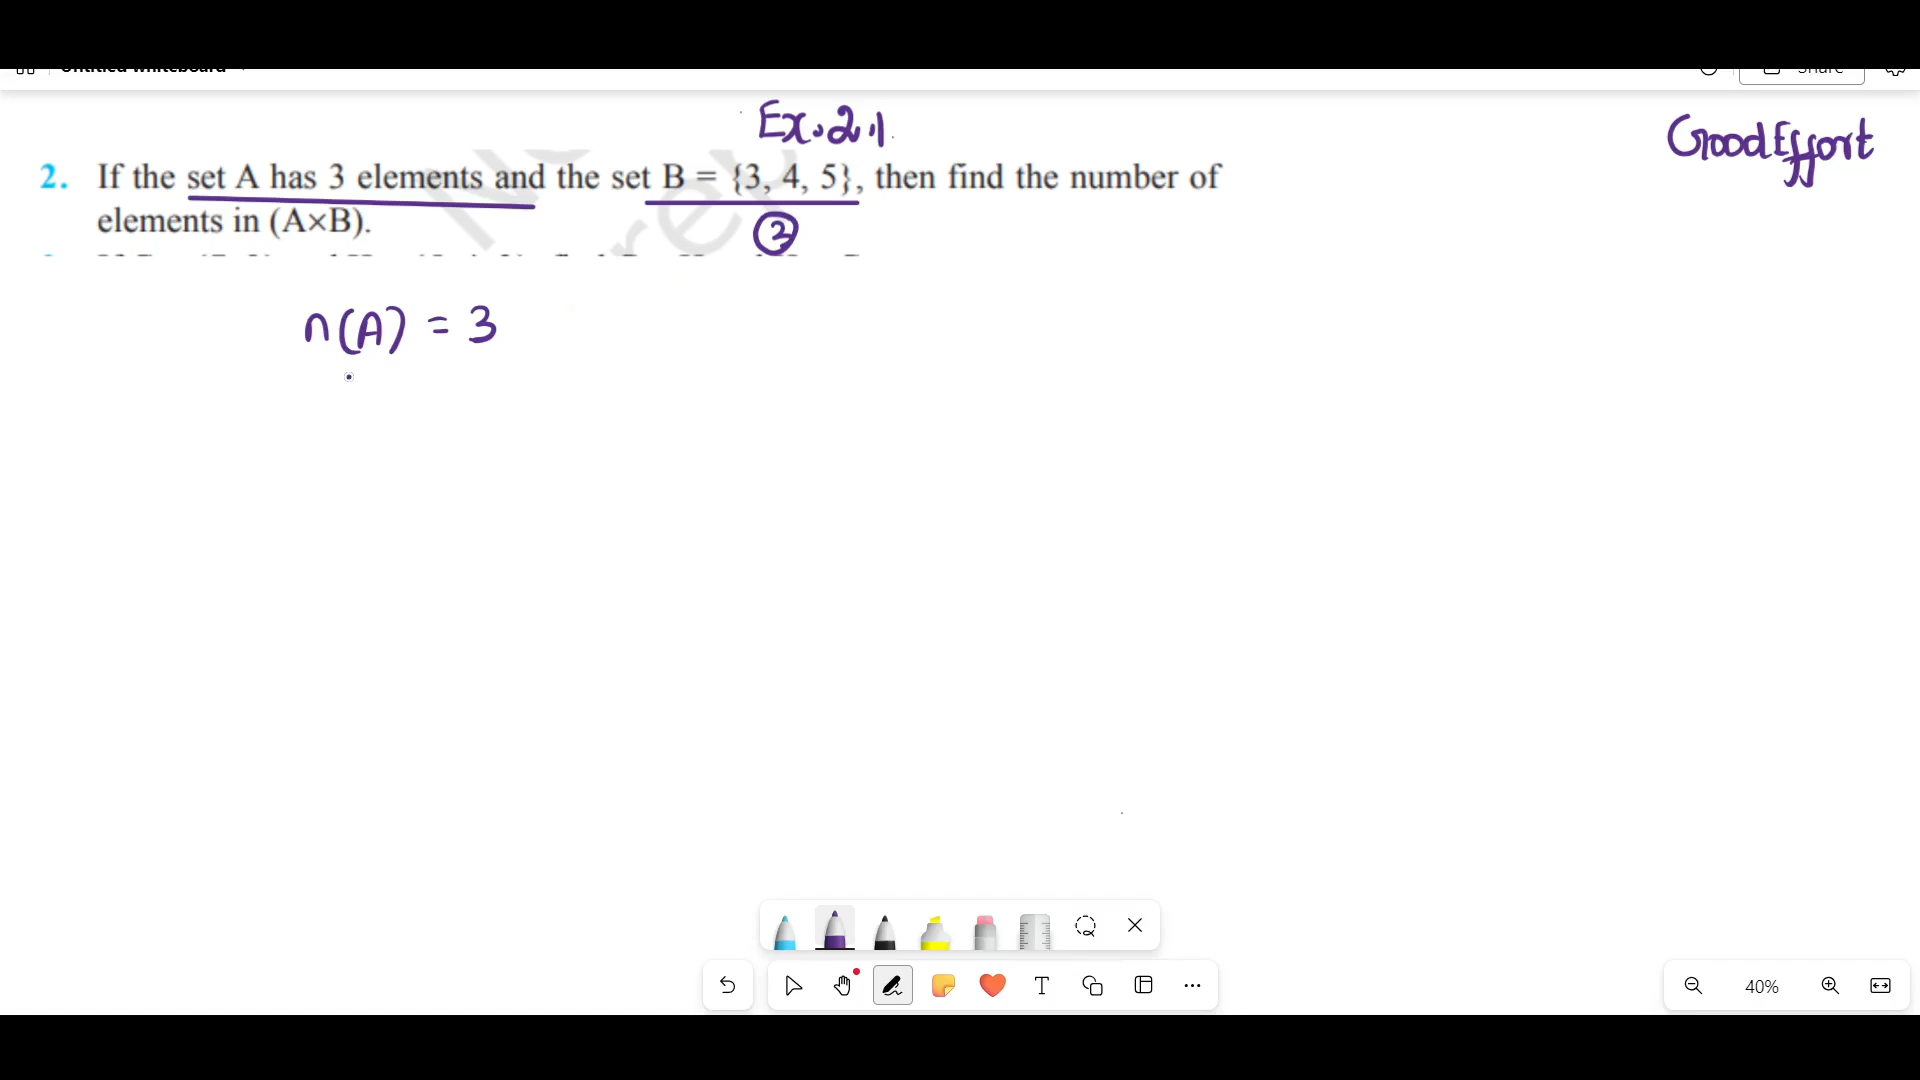 Ex.2.1
Good Effort
2. If the set A has 3 elements and the set B = {3, 4, 5}, then find the number of
elements in (A×B).
3
n(A) = 3
40%